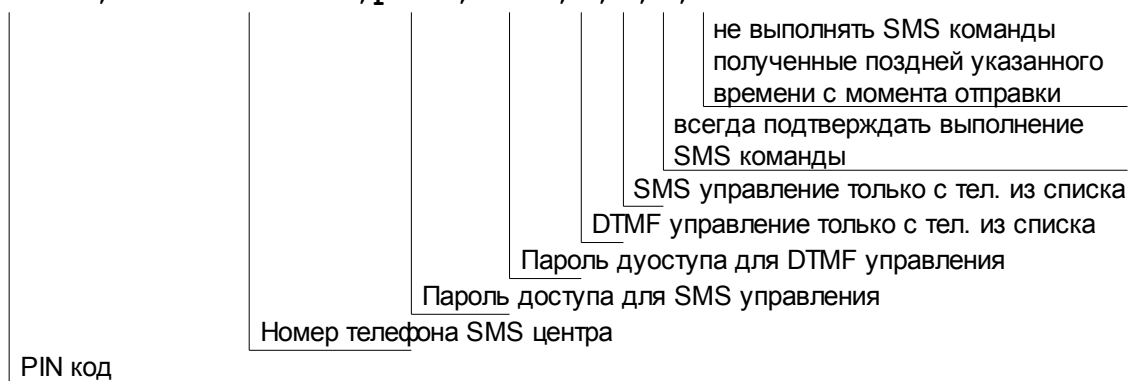 не выполнять SMS команды
полученные поздней указанного
времени с момента отправки
всегда подтверждать выполнение
SMS команды
SMS управление только с тел. из списка
DTMF управление только с тел. из списка
Пароль дуоступа для DTMF управления
Пароль доступа для SMS управления
Номер телефона SMS центра
PIN код